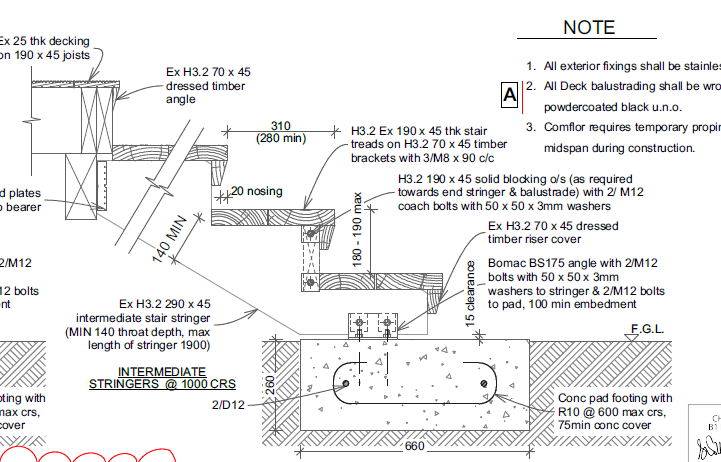 NOTE
1. All exterior fixings shall be stainles
A
2. All Deck balustrading shall be wro
powdercoated black u.n.o.
3. Comflor requires temporary propin
midspan during construction.
Ex 25 thk decking
on 190 x 45 joists
Ex H3.2 70 x 45
dressed timber
angle
310
(280 min)
H3.2 Ex 190 x 45 thk stair
treads on H3.2 70 x 45 timber
brackets with 3/M8 x 90 c/c
20 nosing
H3.2 190 x 45 solid blocking o/s (as required
towards end stringer & balustrade) with 2/ M12
coach bolts with 50 x 50 x 3mm washers
d plates
o bearer
140 MIN
180 - 190 max
Ex H3.2 70 x 45 dressed
timber riser cover
2/M12
12 bolts
ent
Bomac BS175 angle with 2/M12
bolts with 50 x 50 x 3mm
washers to stringer & 2/M12 bolts
to pad, 100 min embedment
15 clearance
Ex H3.2 290 x 45
intermediate stair stringer
(MIN 140 throat depth, max
length of stringer 1900)
F.G.L.
INTERMEDIATE
STRINGERS @ 1000 CRS
260
2/D12
oting with
max crs,
cover
Conc pad footing with
R10 @ 600 max crs,
75min conc cover
660
CH
B1